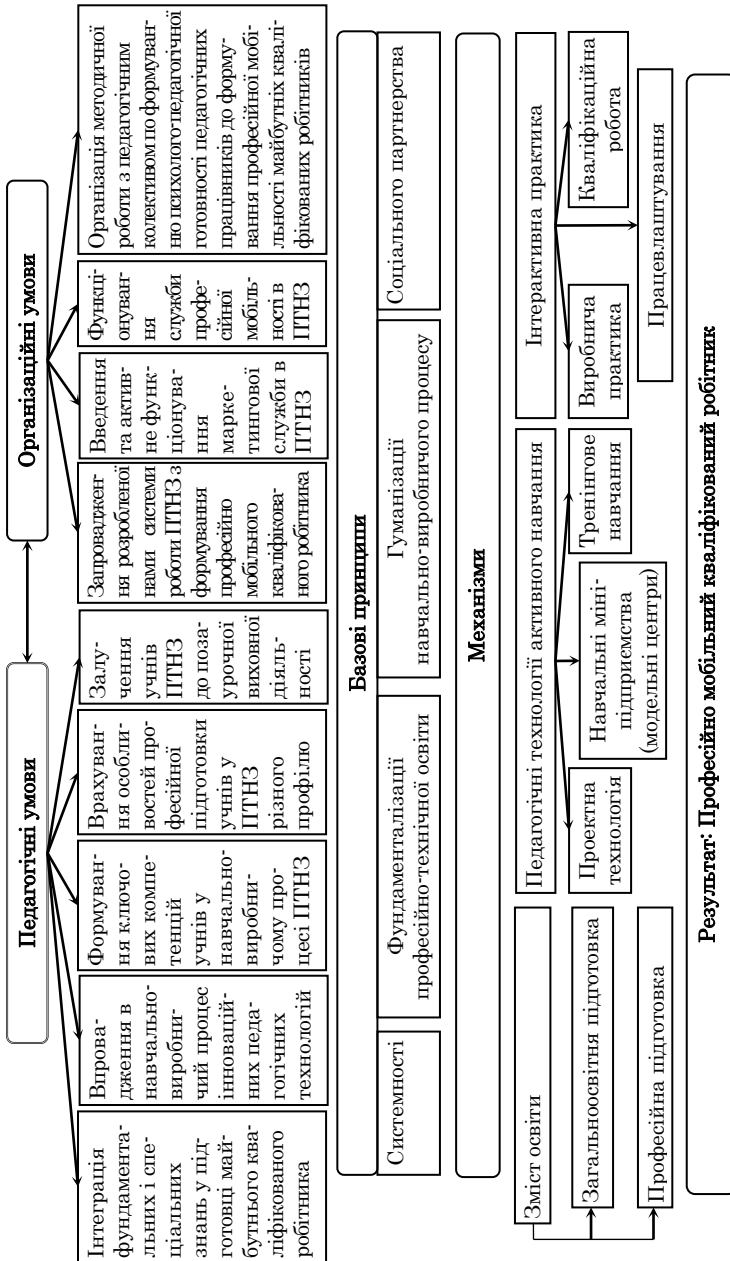 Педагогічні умови
Організаційні умови
Інтеграція
фундамента-
льних і спе-
ціальних
знань у під-
готовці май-
бутнього ква-
ліфікованого
робітника
Впрова-
дження в
навчально-
виробни-
чий процес
інновацій-
них педа-
гогічних
технологій
Формуван-
ня ключо-
вих компе-
тенцій
учнів у
навчально-
виробни-
чому про-
цесі ПТНЗ
Врахуван-
ня особли-
востей про-
фесійної
підготовки
учнів у
ПТНЗ
різного
профілю
Залу-
чення
учнів
ПТНЗ
до поза-
урочної
виховної
діяль-
ності
Запроваджен-
ня розробленої
нами системи
роботи ПТНЗ з
формування
професійно
мобільного
кваліфікова-
ного робітника
Введення
та актив-
не функ-
ціонува-
ння
марке-
тингової
служби в
ПТНЗ
Функці-
онуван-
ня
служби
профе-
сійної
мобіль-
ності в
ПТНЗ
Організація методичної
роботи з педагогічним
колективом по формуван-
ню психолого-педагогічної
готовності педагогічних
працівників до форму-
вання професійної мобі-
льності майбутніх квалі-
фікованих робітників
Базові принципи
Системності
Фундаменталізації
професійно-технічної освіти
Гуманізації
навчально-виробничого процесу
Соціального партнерства
Механізми
Зміст освіти
Загальноосвітня підготовка
Професійна підготовка
Педагогічні технології активного навчання
Проектна
технологія
Навчальні міні-
підприємства
(модельні центри)
Тренінгове
навчання
Інтерактивна практика
Виробнича
практика
Кваліфікаційна
робота
Працевлаштування
Результат: Професійно мобільний кваліфікований робітник